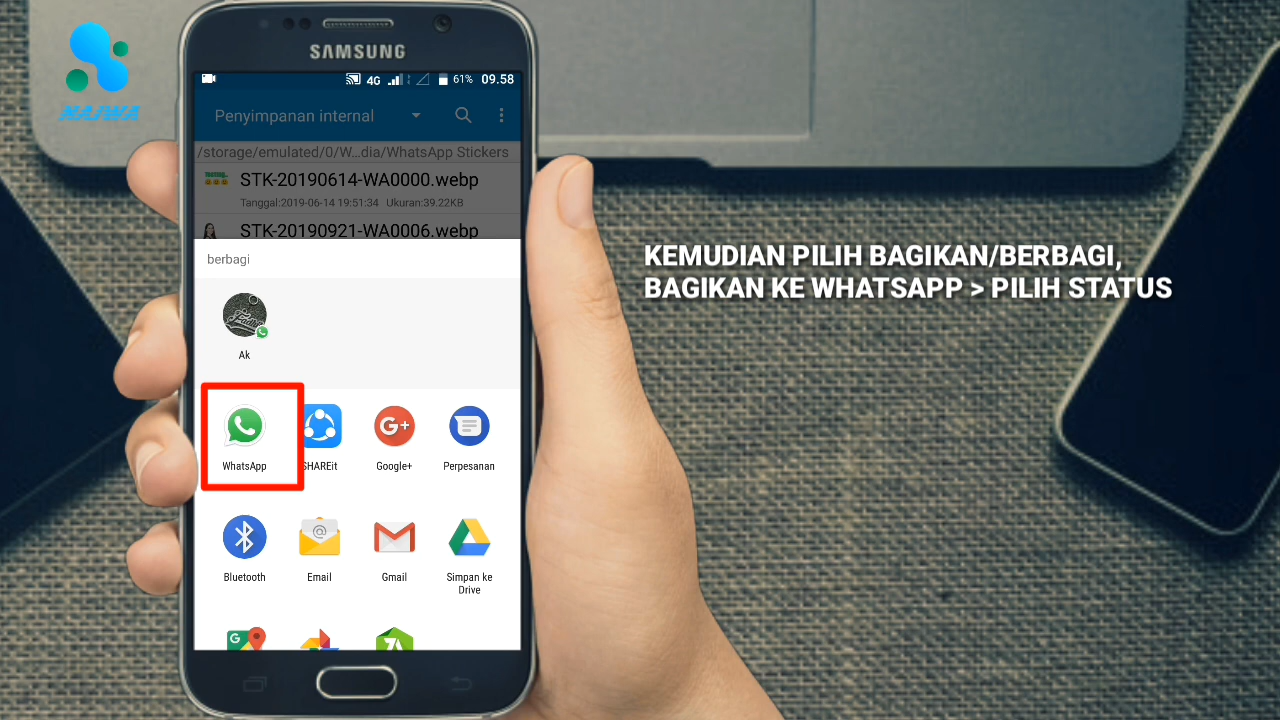 NAJWA
SAMSUNG
4G 61% 09.58
Penyimpanan internal
/storage/emulated/0/W...dia/WhatsApp Stickers
STK-20190614-WA0000.webp
Tanggal:2019-06-14 19:51:34 Ukuran:39.22KB
STK-20190921-WA0006.webp
berbagi
Ak
WhatsApp
SHAREit
Google+
Perpesanan
Bluetooth
Email
Gmail
Simpan ke
Drive
KEMUDIAN PILIH BAGIKAN/BERBAGI,
BAGIKAN KE WHATSAPP > PILIH STATUS